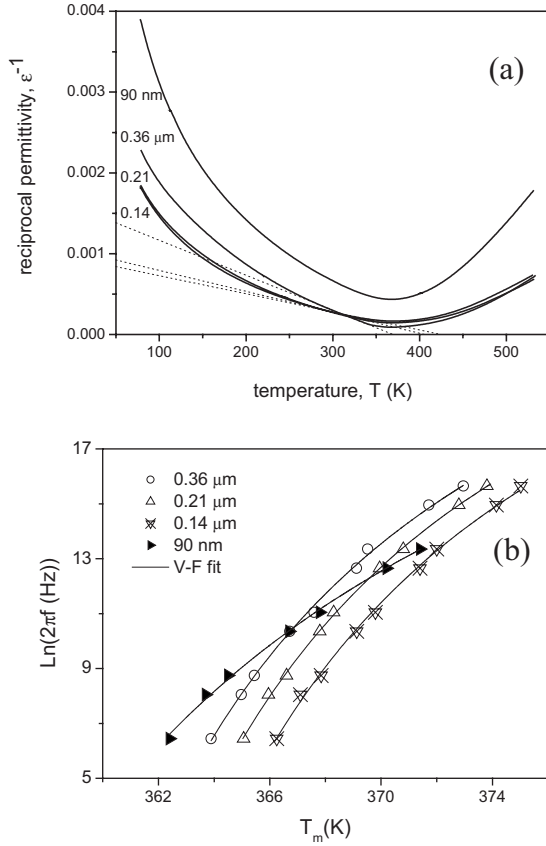 0.004
0.003
0.002
0.001
0.000
reciprocal permittivity, ε⁻¹
(a)
90 nm
0.36 μm
0.21
0.14
100 200 300 400 500
temperature, T (K)
17
13
9
5
Ln(2πf (Hz))
0.36 μm
0.21 μm
0.14 μm
90 nm
V-F fit
(b)
362 366 370 374
Tₘ(K)